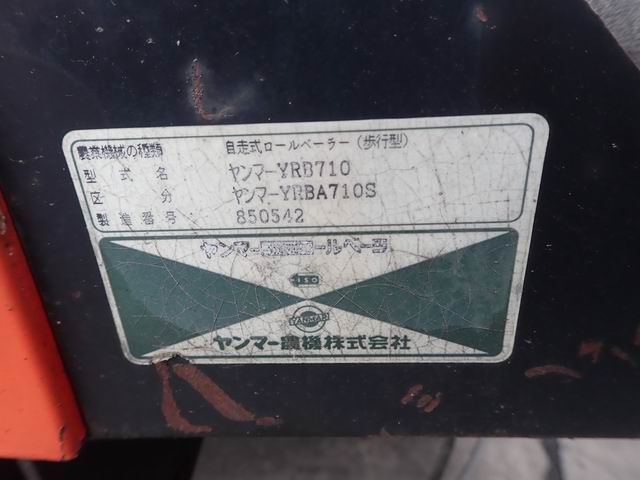 農業機械の種類 自走式ロールベーラー (歩行型)
型式名 ヤンマーYRB710
区分 ヤンマーYRBA710S
製造番号 850542
ヤンマー ロールベーラ
ISO
YANMAR
ヤンマー農機株式会社